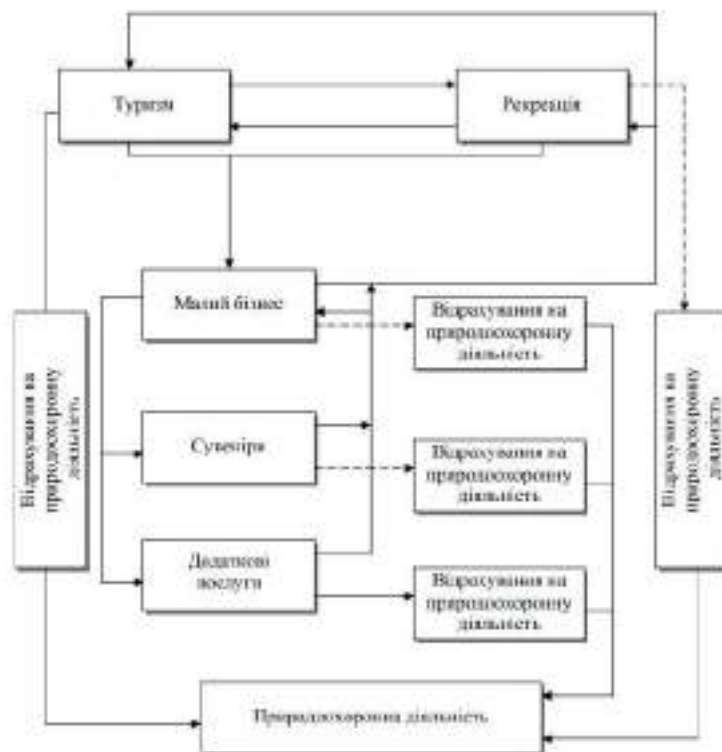 Туризм
Рекреація
Малий бізнес
Відрахування на
природоохоронну
діяльність
Відрахування на
природоохоронну
діяльність
Відрахування на
природоохоронну
діяльність
Сувеніри
Відрахування на
природоохоронну
діяльність
Додаткові
послуги
Відрахування на
природоохоронну
діяльність
Природоохоронна діяльність